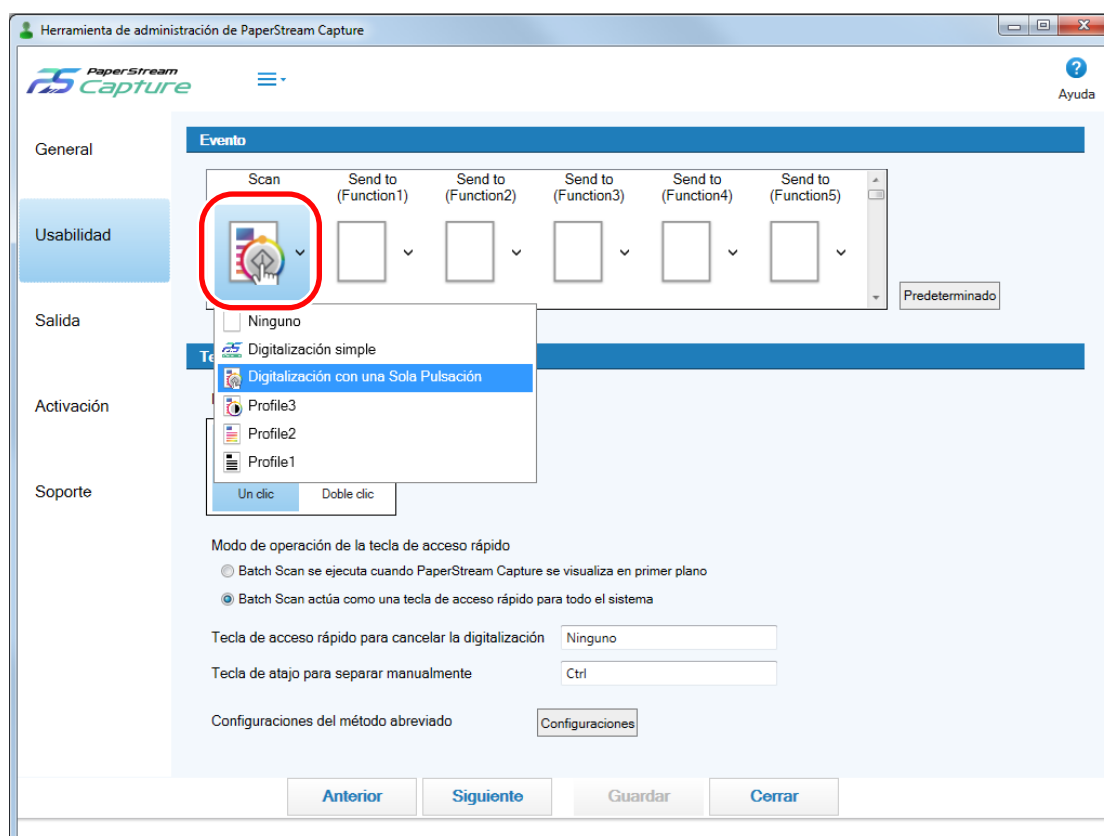 Herramienta de administración de PaperStream Capture
PaperStream
Capture
?
Ayuda
General
Usabilidad
Salida
Activación
Soporte
Evento
Scan
Send to
(Function1)
Send to
(Function2)
Send to
(Function3)
Send to
(Function4)
Send to
(Function5)
Predeterminado
Ninguno
Digitalización simple
Digitalización con una Sola Pulsación
Profile3
Profile2
Profile1
Un clic
Doble clic
Modo de operación de la tecla de acceso rápido
Batch Scan se ejecuta cuando PaperStream Capture se visualiza en primer plano
Batch Scan actúa como una tecla de acceso rápido para todo el sistema
Tecla de acceso rápido para cancelar la digitalización
Ninguno
Tecla de atajo para separar manualmente
Ctrl
Configuraciones del método abreviado
Configuraciones
Anterior
Siguiente
Guardar
Cerrar